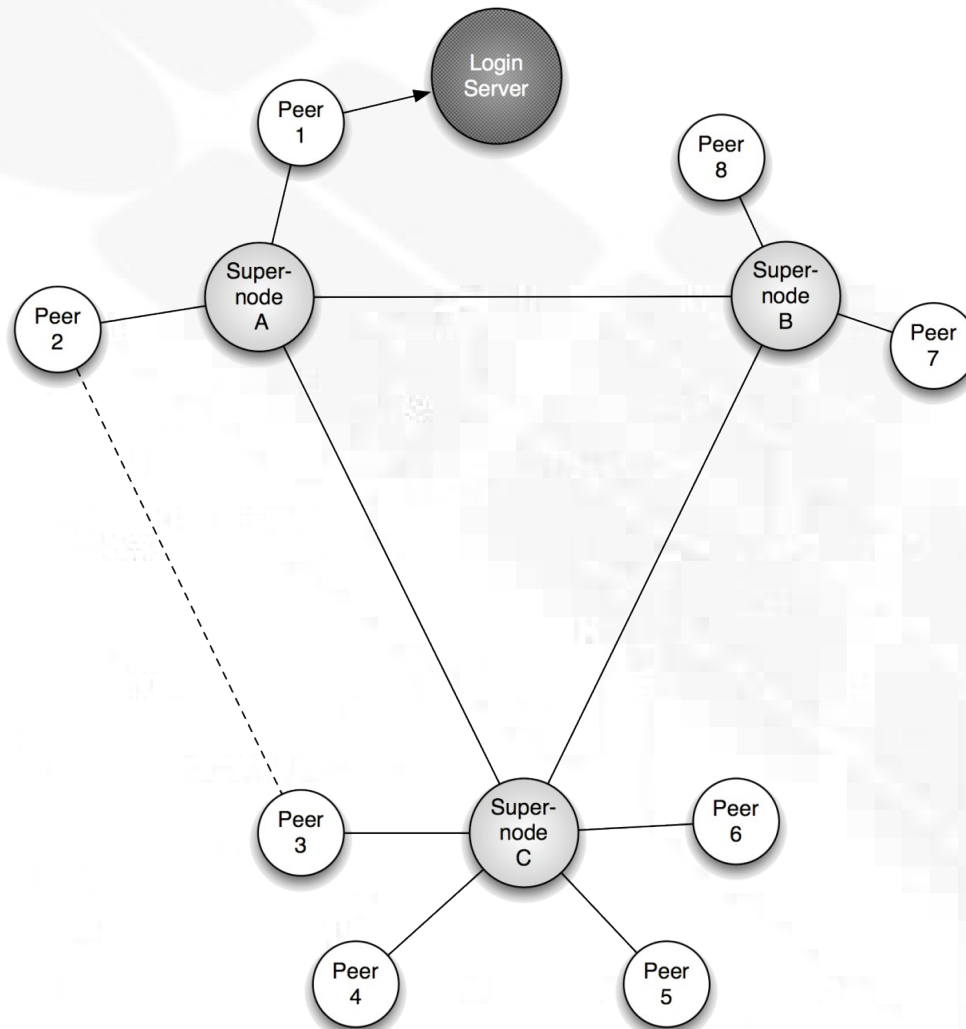 Login
Server
Peer
1
Peer
8
Super-
node
A
Super-
node
B
Peer
2
Peer
7
Super-
node
C
Peer
3
Peer
6
Peer
4
Peer
5